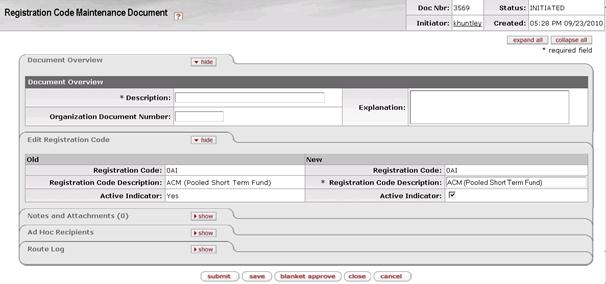 Registration Code Maintenance Document ?
Doc Nbr: 3569 Status: INITIATED
Initiator: khuntley Created: 05:28 PM 09/23/2010
expand all collapse all
* required field
Document Overview hide
Document Overview
* Description: Explanation:
Organization Document Number:
Edit Registration Code hide
Old New
Registration Code: 0AI Registration Code: 0AI
Registration Code Description: ACM (Pooled Short Term Fund) * Registration Code Description: ACM (Pooled Short Term Fund)
Active Indicator: Yes Active Indicator:
Notes and Attachments (0) show
Ad Hoc Recipients show
Route Log show
submit save blanket approve close cancel